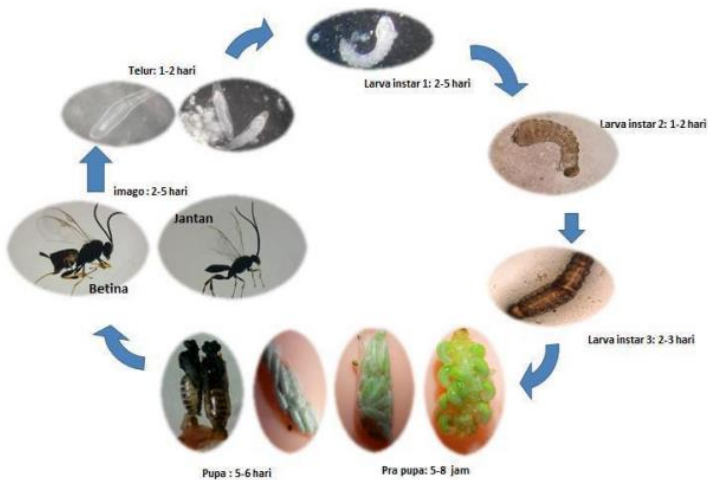 Telur: 1-2 hari
Larva instar 1: 2-5 hari
Larva instar 2: 1-2 hari
imago : 2-5 hari
Jantan
Betina
Larva instar 3: 2-3 hari
Pupa : 5-6 hari
Pra pupa: 5-8 jam